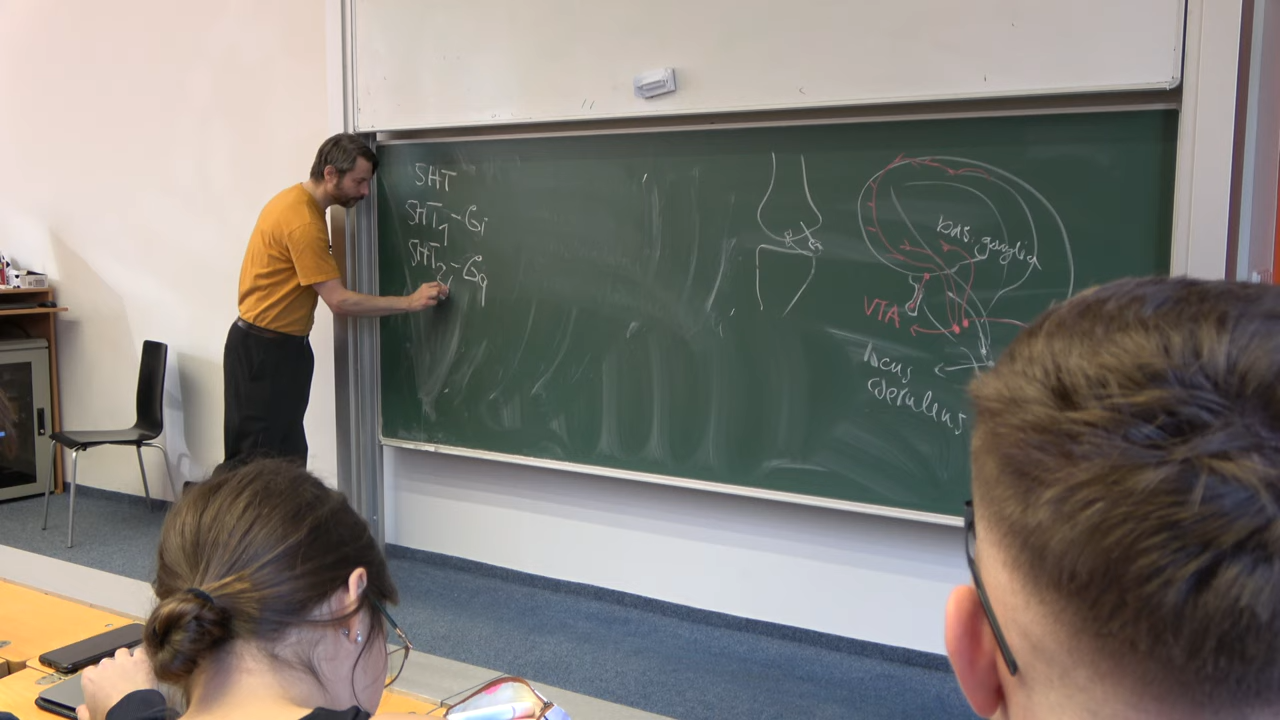 5HT
5HT1-Gi
5HT2-Gq
bas. ganglia
VTA
locus
coeruleus